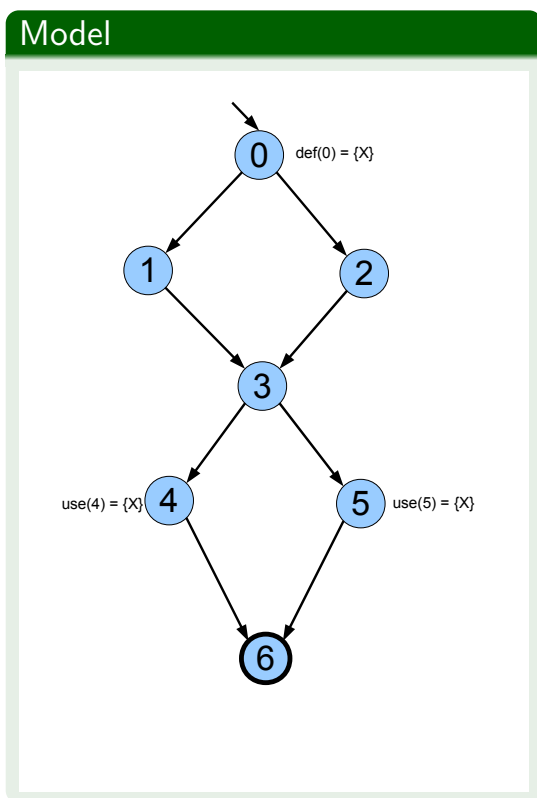 Model
0
def(0) = {X}
1
2
3
use(4) = {X}
4
5
use(5) = {X}
6